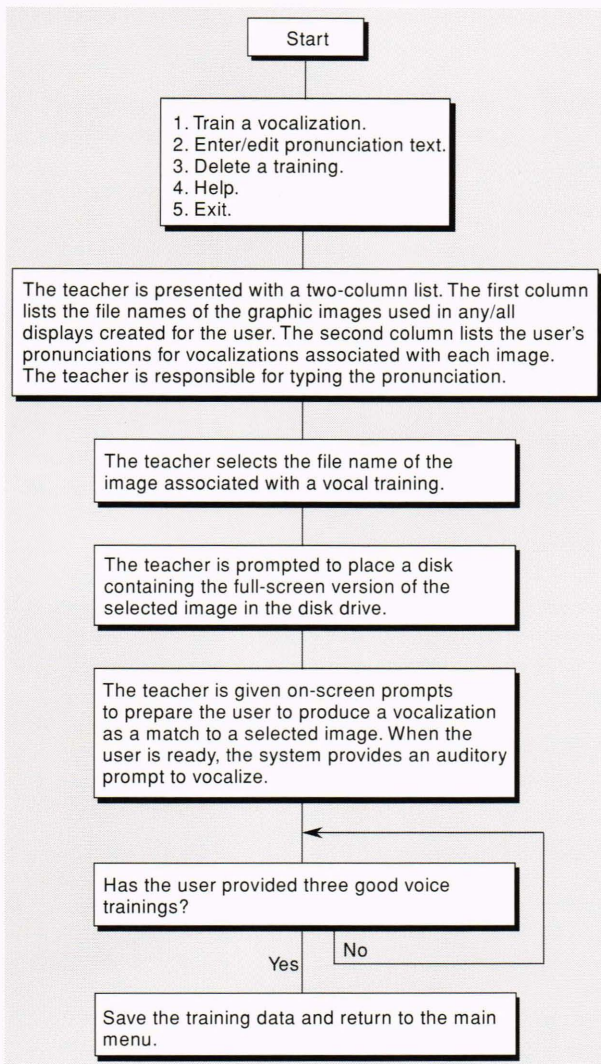 Start
1. Train a vocalization.
2. Enter/edit pronunciation text.
3. Delete a training.
4. Help.
5. Exit.
The teacher is presented with a two-column list. The first column
lists the file names of the graphic images used in any/all
displays created for the user. The second column lists the user's
pronunciations for vocalizations associated with each image.
The teacher is responsible for typing the pronunciation.
The teacher selects the file name of the
image associated with a vocal training.
The teacher is prompted to place a disk
containing the full-screen version of the
selected image in the disk drive.
The teacher is given on-screen prompts
to prepare the user to produce a vocalization
as a match to a selected image. When the
user is ready, the system provides an auditory
prompt to vocalize.
Has the user provided three good voice
trainings?
No
Yes
Save the training data and return to the main
menu.